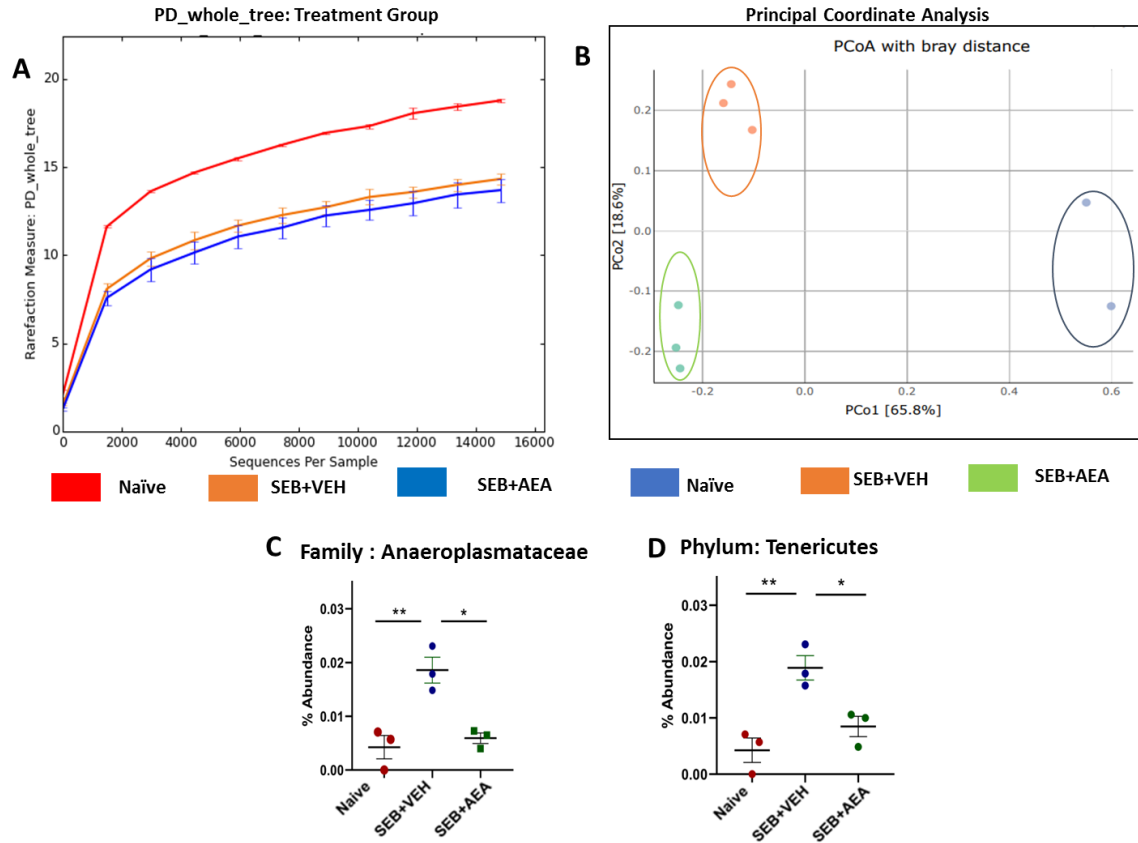 PD_whole_tree: Treatment Group
A
Rarefaction Measure: PD_whole_tree
20
15
10
5
0
0 2000 4000 6000 8000 10000 12000 14000 16000
Sequences Per Sample
Naïve SEB+VEH SEB+AEA
Principal Coordinate Analysis
B
PCoA with bray distance
PCo2 [18.6%]
0.2
0.1
0.0
-0.1
-0.2
-0.2 0.0 0.2 0.4 0.6
PCo1 [65.8%]
Naïve SEB+VEH SEB+AEA
C Family : Anaeroplasmataceae
% Abundance
** *
0.03
0.02
0.01
0.00
Naive SEB+VEH SEB+AEA
D Phylum: Tenericutes
% Abundance
** *
0.03
0.02
0.01
0.00
Naive SEB+VEH SEB+AEA